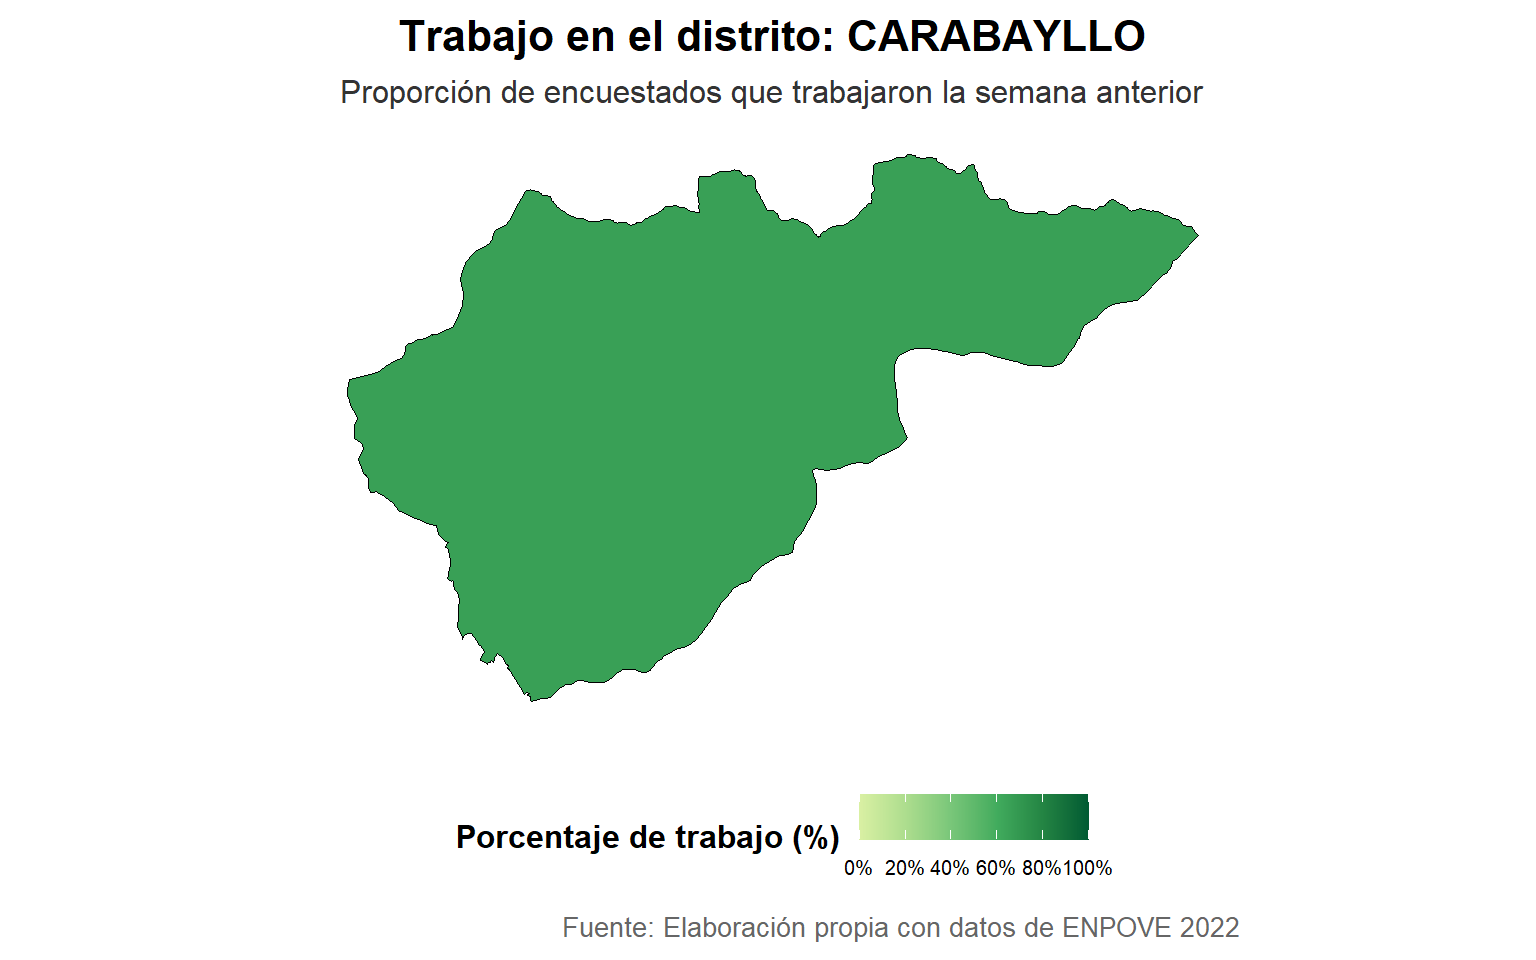 Trabajo en el distrito: CARABAYLLO
Proporción de encuestados que trabajaron la semana anterior
Porcentaje de trabajo (%)
0% 20% 40% 60% 80% 100%
Fuente: Elaboración propia con datos de ENPOVE 2022